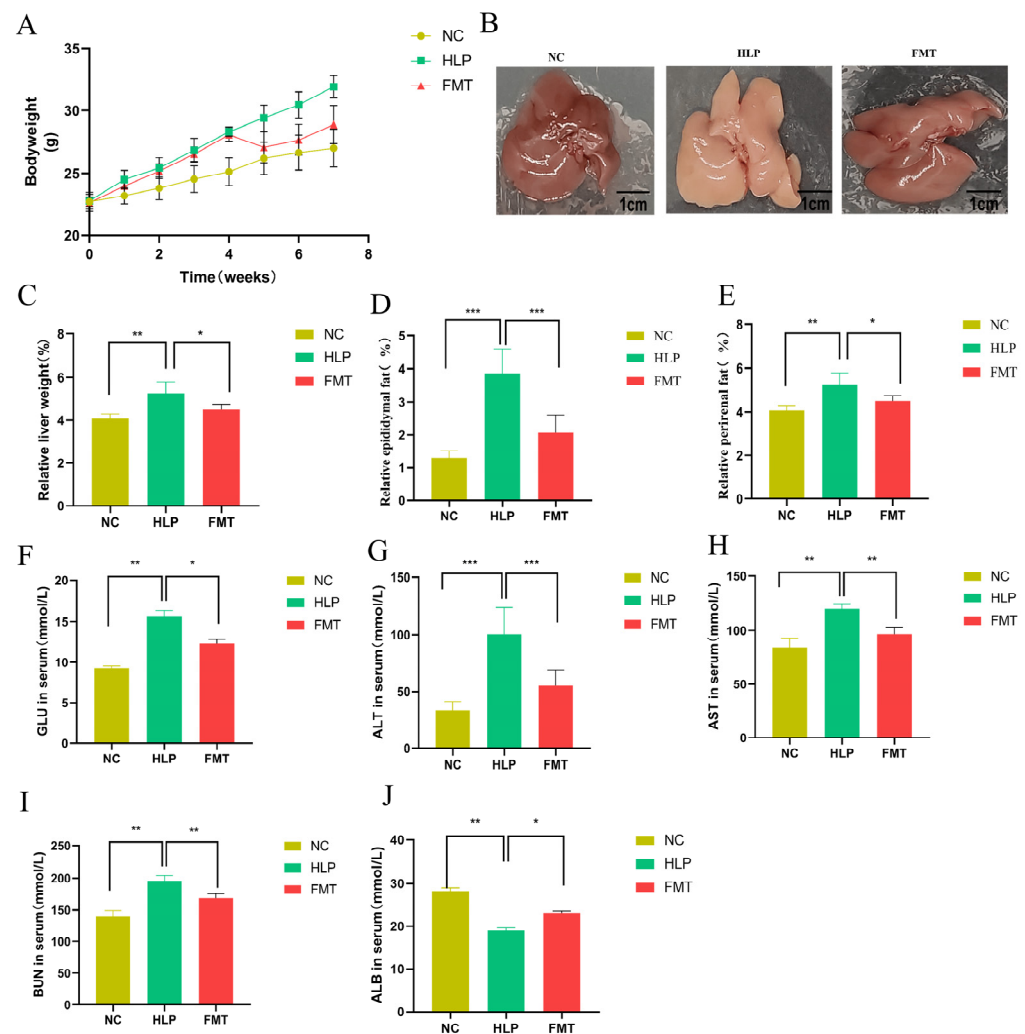 A
Bodyweight
(g)
35
30
25
20
0
2
4
6
8
Time(weeks)
NC
HLP
FMT
B
NC
HLP
FMT
1cm
1cm
1cm
C
Relative liver weight(%)
8
6
4
2
0
**
*
NC
HLP
FMT
NC
HLP
FMT
D
Relative epididymal fat( %)
5
4
3
2
1
0
***
***
NC
HLP
FMT
NC
HLP
FMT
E
Relative perirenal fat( %)
8
6
4
2
0
**
*
NC
HLP
FMT
NC
HLP
FMT
F
GLU in serum(mmol/L)
20
15
10
5
0
**
*
NC
HLP
FMT
NC
HLP
FMT
G
ALT in serum(mmol/L)
150
100
50
0
***
***
NC
HLP
FMT
NC
HLP
FMT
H
AST in serum(mmol/L)
150
100
50
0
**
**
NC
HLP
FMT
NC
HLP
FMT
I
BUN in serum(mmol/L)
250
200
150
100
50
0
**
**
NC
HLP
FMT
NC
HLP
FMT
J
ALB in serum(mmol/L)
40
30
20
10
0
**
*
NC
HLP
FMT
NC
HLP
FMT